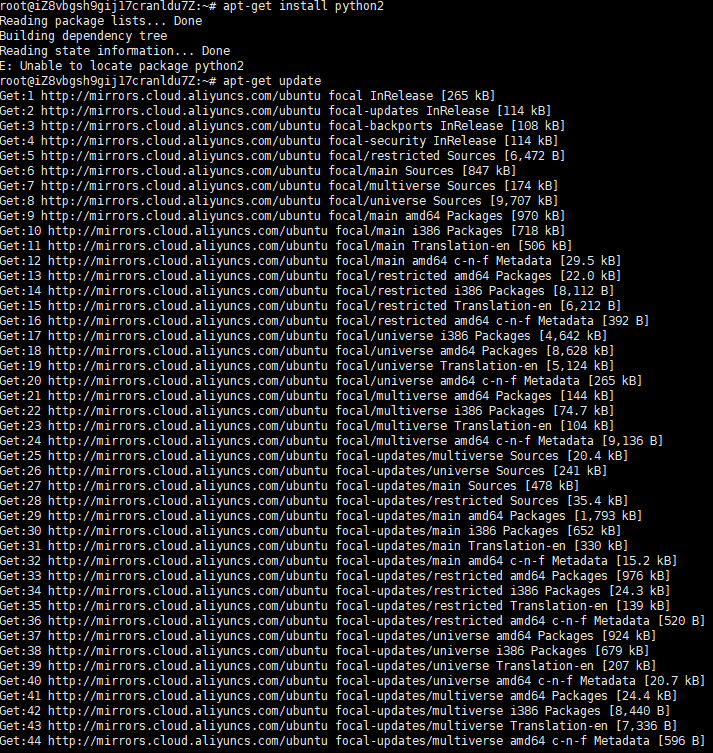 root@iZ8vbgsh9gij17cranldu7Z:~# apt-get install python2
Reading package lists... Done
Building dependency tree
Reading state information... Done
E: Unable to locate package python2
root@iZ8vbgsh9gij17cranldu7Z:~# apt-get update
Get:1 http://mirrors.cloud.aliyuncs.com/ubuntu focal InRelease [265 kB]
Get:2 http://mirrors.cloud.aliyuncs.com/ubuntu focal-updates InRelease [114 kB]
Get:3 http://mirrors.cloud.aliyuncs.com/ubuntu focal-backports InRelease [108 kB]
Get:4 http://mirrors.cloud.aliyuncs.com/ubuntu focal-security InRelease [114 kB]
Get:5 http://mirrors.cloud.aliyuncs.com/ubuntu focal/restricted Sources [6,472 B]
Get:6 http://mirrors.cloud.aliyuncs.com/ubuntu focal/main Sources [847 kB]
Get:7 http://mirrors.cloud.aliyuncs.com/ubuntu focal/multiverse Sources [174 kB]
Get:8 http://mirrors.cloud.aliyuncs.com/ubuntu focal/universe Sources [9,707 kB]
Get:9 http://mirrors.cloud.aliyuncs.com/ubuntu focal/main amd64 Packages [970 kB]
Get:10 http://mirrors.cloud.aliyuncs.com/ubuntu focal/main i386 Packages [718 kB]
Get:11 http://mirrors.cloud.aliyuncs.com/ubuntu focal/main Translation-en [506 kB]
Get:12 http://mirrors.cloud.aliyuncs.com/ubuntu focal/main amd64 c-n-f Metadata [29.5 kB]
Get:13 http://mirrors.cloud.aliyuncs.com/ubuntu focal/restricted amd64 Packages [22.0 kB]
Get:14 http://mirrors.cloud.aliyuncs.com/ubuntu focal/restricted i386 Packages [8,112 B]
Get:15 http://mirrors.cloud.aliyuncs.com/ubuntu focal/restricted Translation-en [6,212 B]
Get:16 http://mirrors.cloud.aliyuncs.com/ubuntu focal/restricted amd64 c-n-f Metadata [392 B]
Get:17 http://mirrors.cloud.aliyuncs.com/ubuntu focal/universe i386 Packages [4,642 kB]
Get:18 http://mirrors.cloud.aliyuncs.com/ubuntu focal/universe amd64 Packages [8,628 kB]
Get:19 http://mirrors.cloud.aliyuncs.com/ubuntu focal/universe Translation-en [5,124 kB]
Get:20 http://mirrors.cloud.aliyuncs.com/ubuntu focal/universe amd64 c-n-f Metadata [265 kB]
Get:21 http://mirrors.cloud.aliyuncs.com/ubuntu focal/multiverse amd64 Packages [144 kB]
Get:22 http://mirrors.cloud.aliyuncs.com/ubuntu focal/multiverse i386 Packages [74.7 kB]
Get:23 http://mirrors.cloud.aliyuncs.com/ubuntu focal/multiverse Translation-en [104 kB]
Get:24 http://mirrors.cloud.aliyuncs.com/ubuntu focal/multiverse amd64 c-n-f Metadata [9,136 B]
Get:25 http://mirrors.cloud.aliyuncs.com/ubuntu focal-updates/multiverse Sources [20.4 kB]
Get:26 http://mirrors.cloud.aliyuncs.com/ubuntu focal-updates/universe Sources [241 kB]
Get:27 http://mirrors.cloud.aliyuncs.com/ubuntu focal-updates/main Sources [478 kB]
Get:28 http://mirrors.cloud.aliyuncs.com/ubuntu focal-updates/restricted Sources [35.4 kB]
Get:29 http://mirrors.cloud.aliyuncs.com/ubuntu focal-updates/main amd64 Packages [1,793 kB]
Get:30 http://mirrors.cloud.aliyuncs.com/ubuntu focal-updates/main i386 Packages [652 kB]
Get:31 http://mirrors.cloud.aliyuncs.com/ubuntu focal-updates/main Translation-en [330 kB]
Get:32 http://mirrors.cloud.aliyuncs.com/ubuntu focal-updates/main amd64 c-n-f Metadata [15.2 kB]
Get:33 http://mirrors.cloud.aliyuncs.com/ubuntu focal-updates/restricted amd64 Packages [976 kB]
Get:34 http://mirrors.cloud.aliyuncs.com/ubuntu focal-updates/restricted i386 Packages [24.3 kB]
Get:35 http://mirrors.cloud.aliyuncs.com/ubuntu focal-updates/restricted Translation-en [139 kB]
Get:36 http://mirrors.cloud.aliyuncs.com/ubuntu focal-updates/restricted amd64 c-n-f Metadata [520 B]
Get:37 http://mirrors.cloud.aliyuncs.com/ubuntu focal-updates/universe amd64 Packages [924 kB]
Get:38 http://mirrors.cloud.aliyuncs.com/ubuntu focal-updates/universe i386 Packages [679 kB]
Get:39 http://mirrors.cloud.aliyuncs.com/ubuntu focal-updates/universe Translation-en [207 kB]
Get:40 http://mirrors.cloud.aliyuncs.com/ubuntu focal-updates/universe amd64 c-n-f Metadata [20.7 kB]
Get:41 http://mirrors.cloud.aliyuncs.com/ubuntu focal-updates/multiverse amd64 Packages [24.4 kB]
Get:42 http://mirrors.cloud.aliyuncs.com/ubuntu focal-updates/multiverse i386 Packages [8,440 B]
Get:43 http://mirrors.cloud.aliyuncs.com/ubuntu focal-updates/multiverse Translation-en [7,336 B]
Get:44 http://mirrors.cloud.aliyuncs.com/ubuntu focal-updates/multiverse amd64 c-n-f Metadata [596 B]